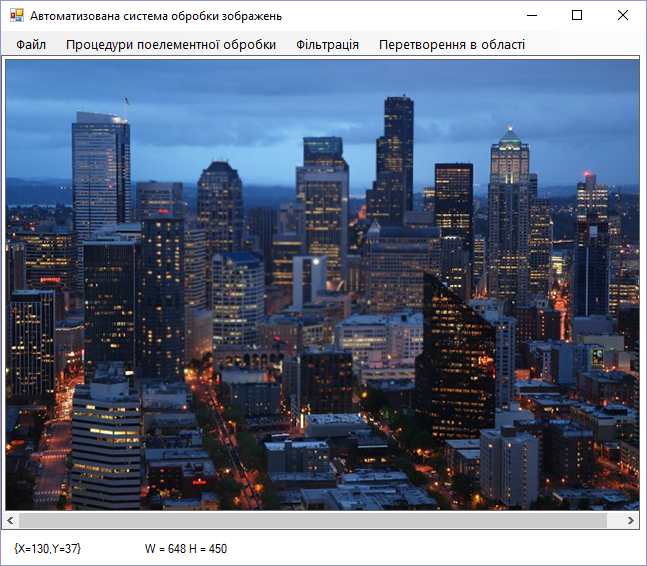 Автоматизована система обробки зображень
Файл Процедури поелементної обробки Фільтрація Перетворення в області
{X=130,Y=37} W = 648 H = 450